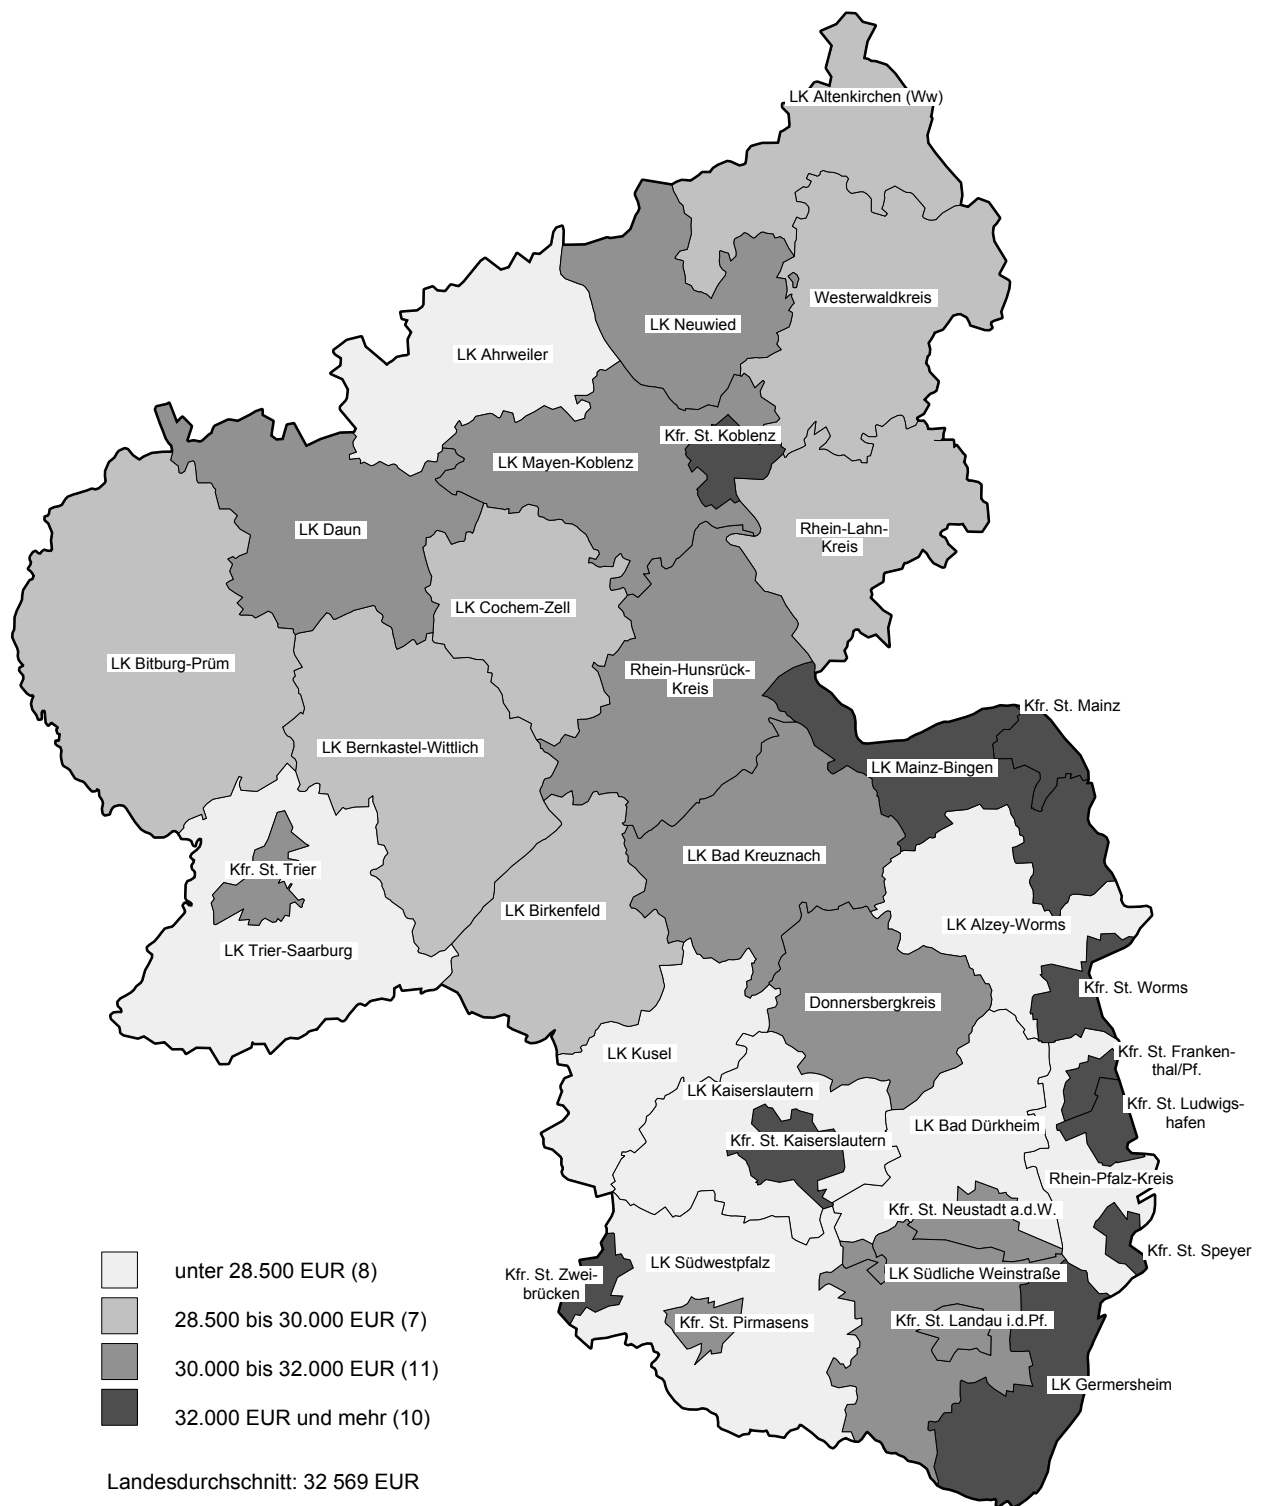 LK Altenkirchen (Ww)
Westerwaldkreis
LK Neuwied
LK Ahrweiler
Kfr. St. Koblenz
LK Mayen-Koblenz
LK Daun
Rhein-Lahn-
Kreis
LK Cochem-Zell
LK Bitburg-Prüm
Rhein-Hunsrück-
Kreis
Kfr. St. Mainz
LK Bernkastel-Wittlich
LK Mainz-Bingen
LK Bad Kreuznach
Kfr. St. Trier
LK Birkenfeld
LK Alzey-Worms
LK Trier-Saarburg
Kfr. St. Worms
Donnersbergkreis
LK Kusel
Kfr. St. Franken-
thal/Pf.
LK Kaiserslautern
Kfr. St. Ludwigs-
hafen
LK Bad Dürkheim
Kfr. St. Kaiserslautern
Rhein-Pfalz-Kreis
Kfr. St. Neustadt a.d.W.
Kfr. St. Speyer
LK Südwestpfalz
LK Südliche Weinstraße
Kfr. St. Zwei-
brücken
Kfr. St. Pirmasens
Kfr. St. Landau i.d.Pf.
LK Germersheim
unter 28.500 EUR (8)
28.500 bis 30.000 EUR (7)
30.000 bis 32.000 EUR (11)
32.000 EUR und mehr (10)
Landesdurchschnitt: 32 569 EUR